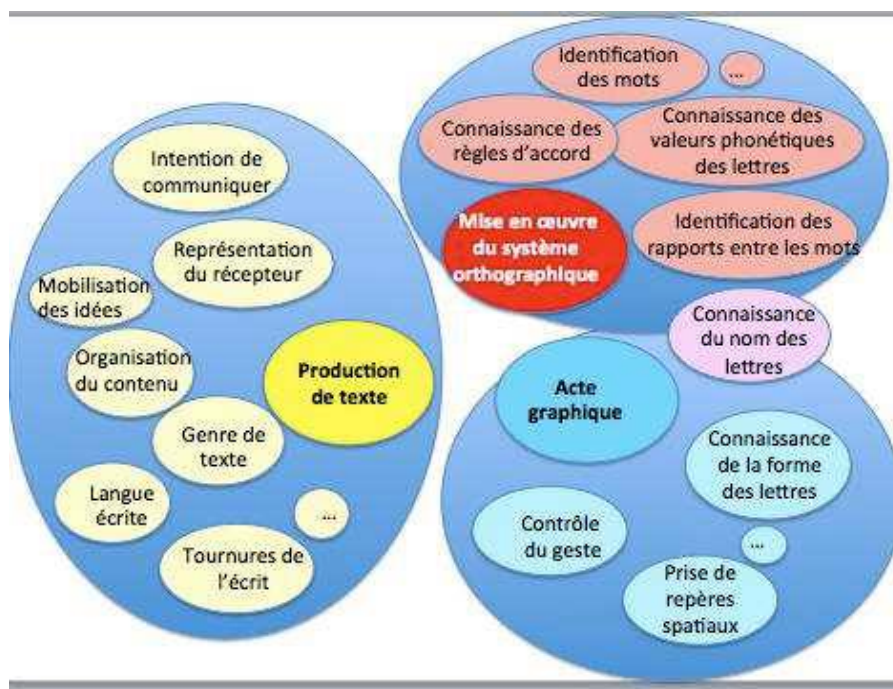 Intention de
communiquer
Représentation
du récepteur
Mobilisation
des idées
Organisation
du contenu
Production
de texte
Genre de
texte
Langue
écrite
...
Tournures de
l'écrit
Identification
des mots
...
Connaissance des
règles d'accord
Connaissance des
valeurs phonétiques
des lettres
Mise en œuvre
du système
orthographique
Identification des
rapports entre les mots
Connaissance
du nom des
lettres
Acte
graphique
Connaissance
de la forme
des lettres
Contrôle
du geste
...
Prise de
repères
spatiaux